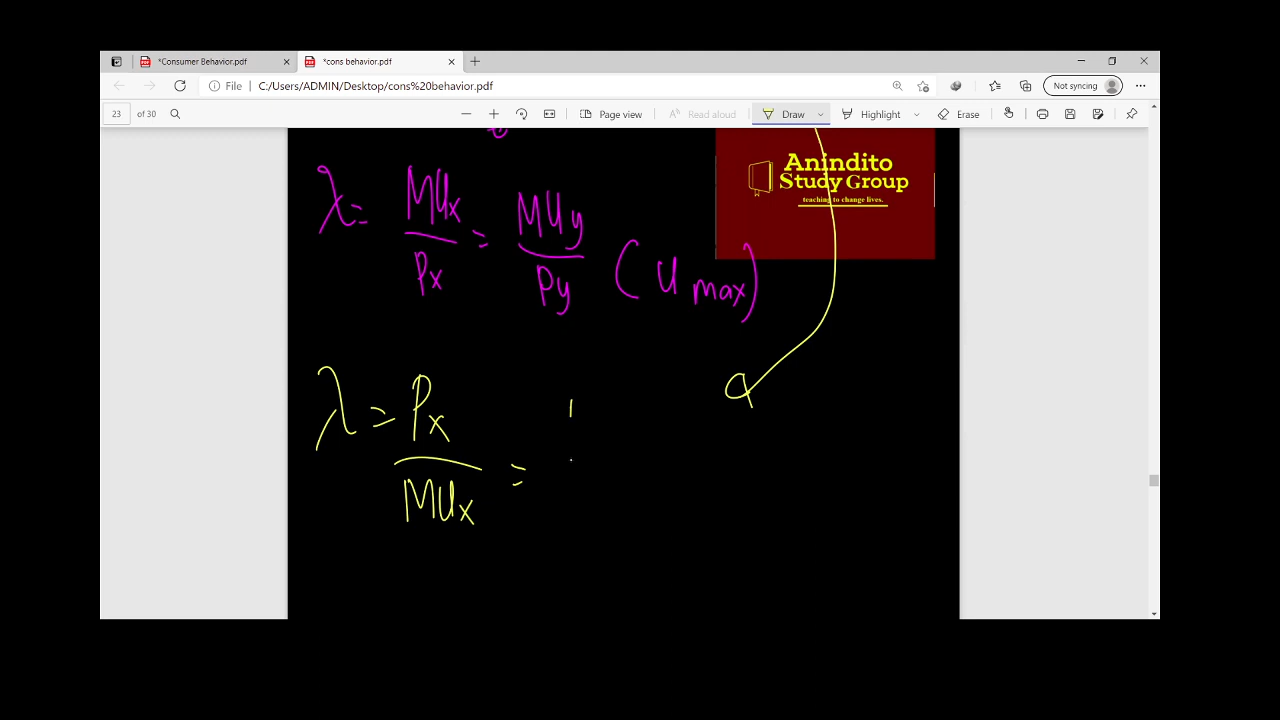 *Consumer Behavior.pdf
*cons behavior.pdf
File C:/Users/ADMIN/Desktop/cons%20behavior.pdf
Not syncing
23 of 30
Page view
Read aloud
Draw
Highlight
Erase
Anindito
Study Group
teaching to change lives.
λ = MUx/Px = MUy/Py (U max)
λ = Px/MUx =